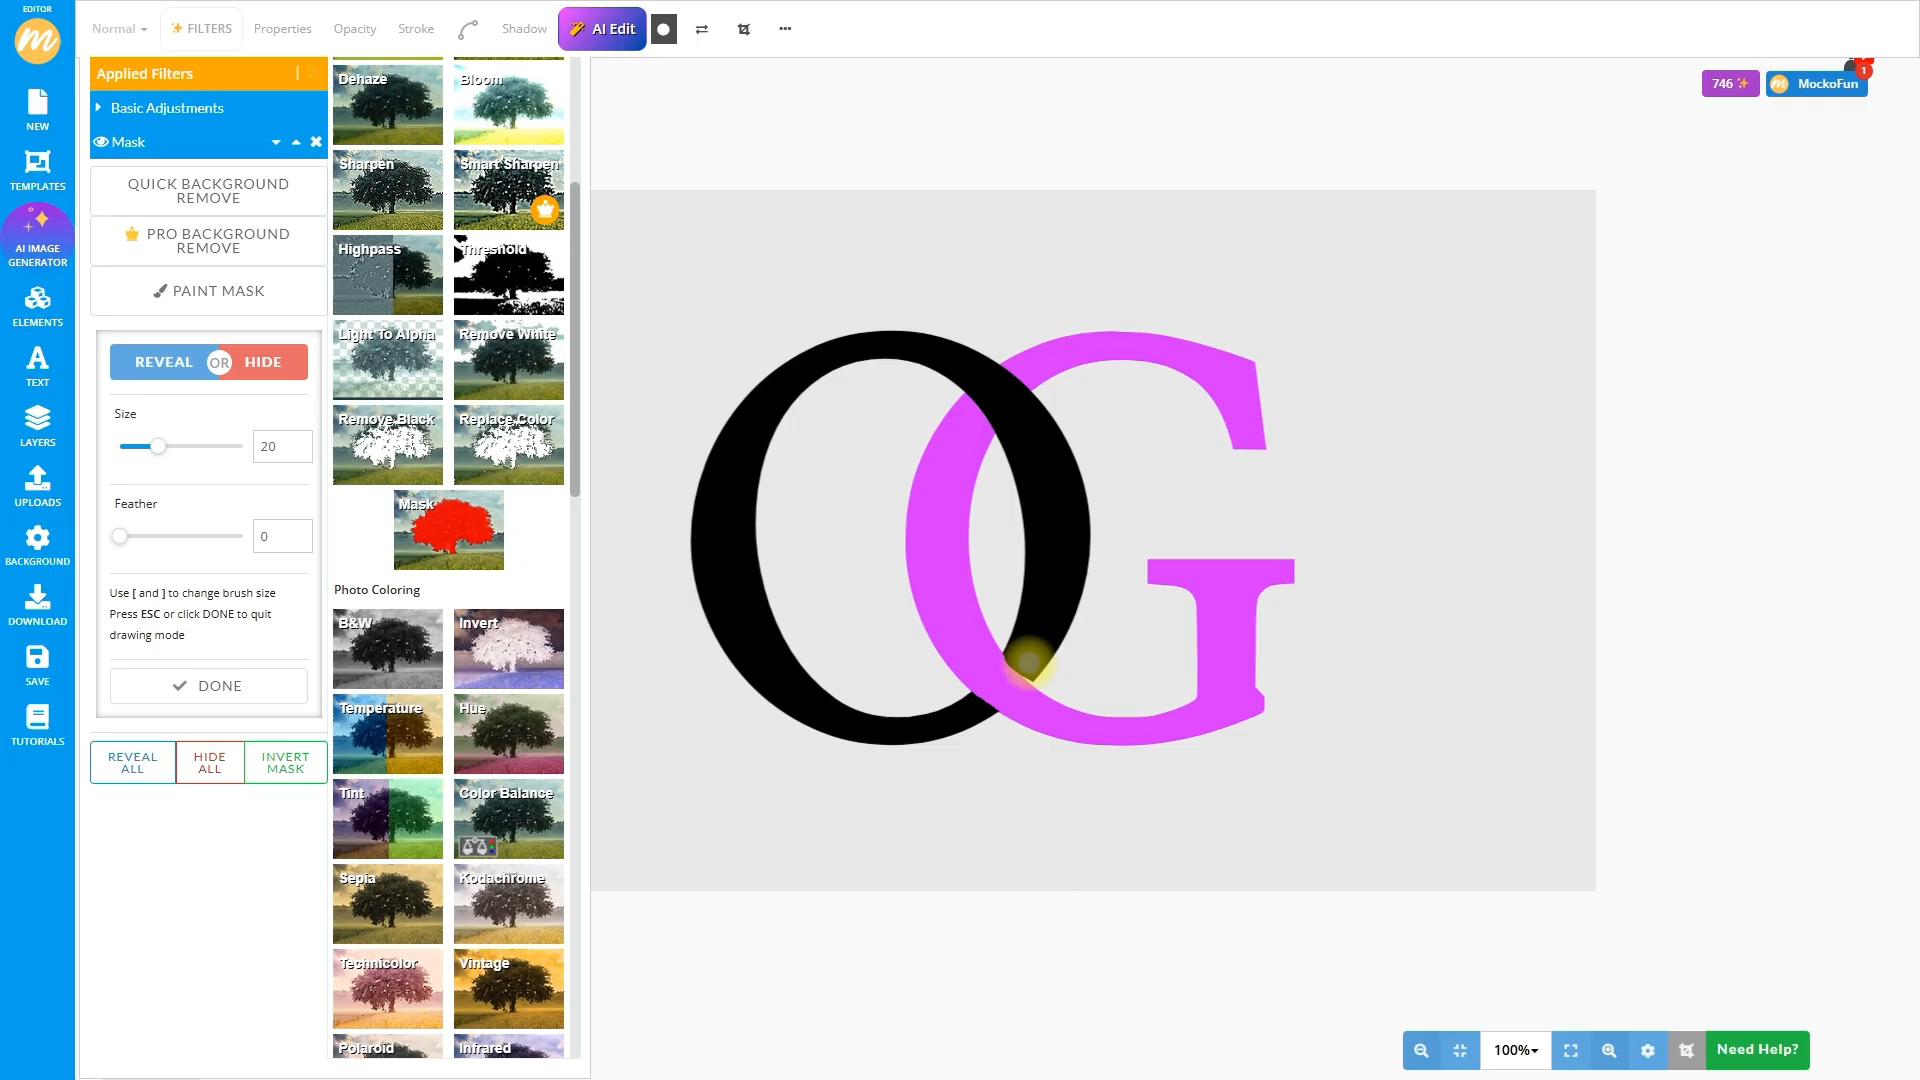 EDITOR
Normal
FILTERS
Properties
Opacity
Stroke
Shadow
AI Edit
746
1
MockoFun
m
NEW
TEMPLATES
AI IMAGE
GENERATOR
ELEMENTS
TEXT
LAYERS
UPLOADS
BACKGROUND
DOWNLOAD
SAVE
TUTORIALS
Applied Filters
Basic Adjustments
Mask
QUICK BACKGROUND
REMOVE
PRO BACKGROUND
REMOVE
PAINT MASK
REVEAL OR HIDE
Size
20
Feather
0
Use [ and ] to change brush size
Press ESC or click DONE to quit
drawing mode
DONE
REVEAL
ALL
HIDE
ALL
INVERT
MASK
Dehaze
Bloom
Sharpen
Smart Sharpen
Highpass
Threshold
Light To Alpha
Remove White
Remove Black
Replace Color
Mask
Photo Coloring
B&W
Invert
Temperature
Hue
Tint
Color Balance
Sepia
Kodachrome
Technicolor
Vintage
Polaroid
Infrared
OG
100%
Need Help?